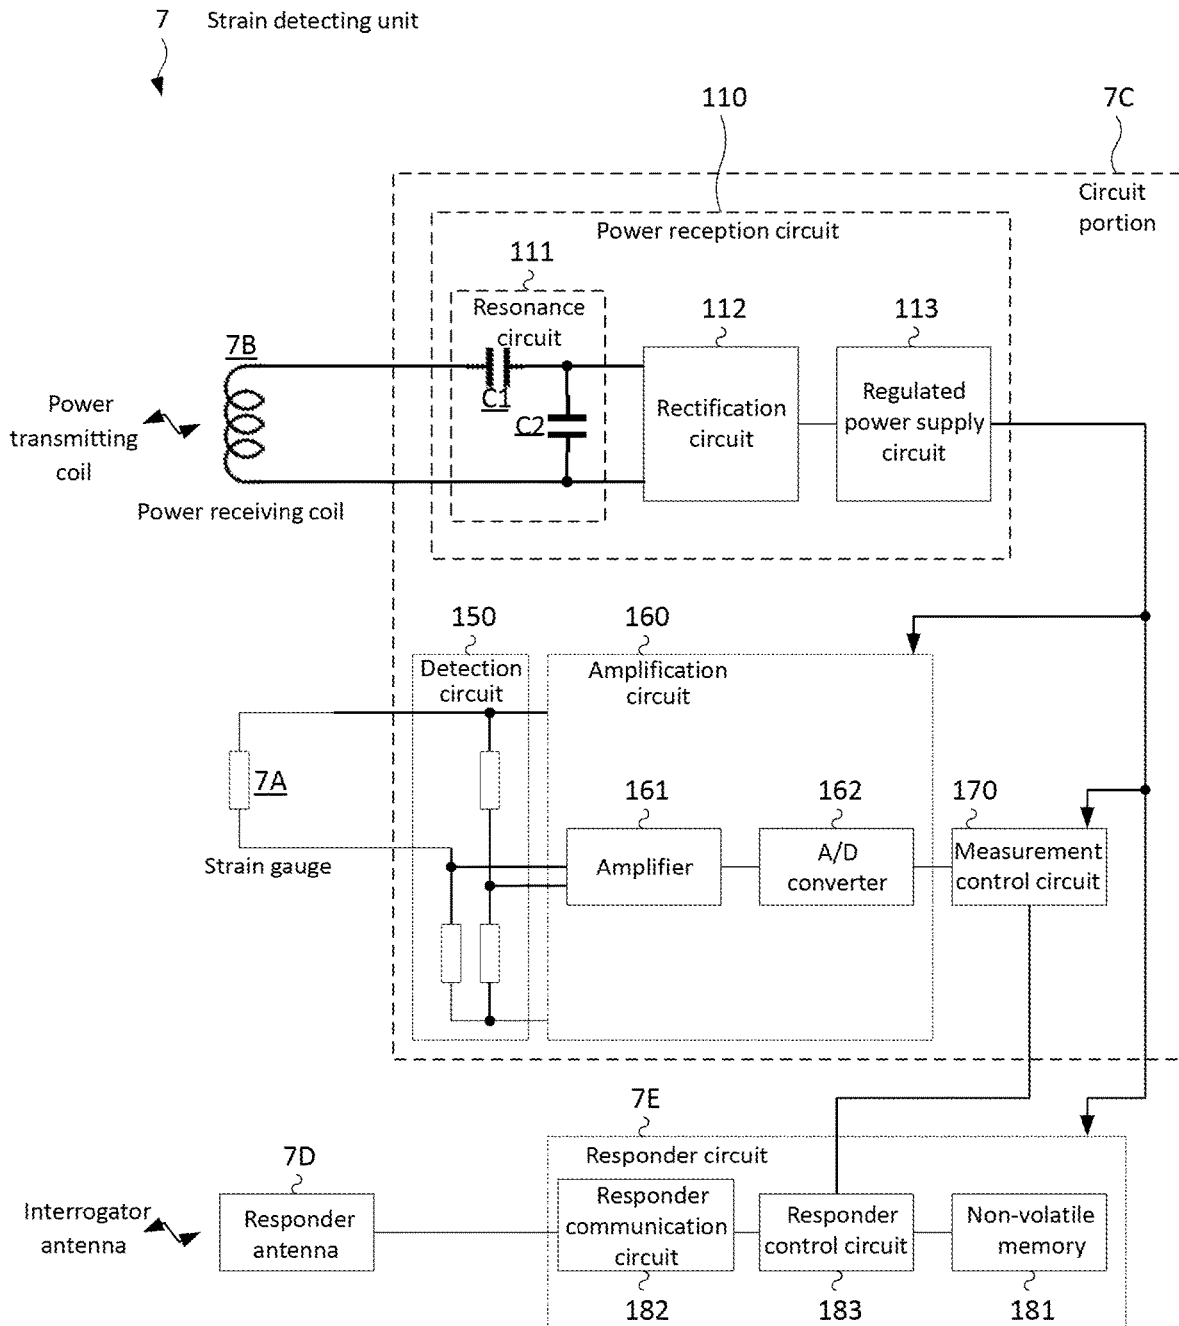 7 Strain detecting unit
110
7C
Circuit
portion
Power reception circuit
111
Resonance
circuit
112
113
7B
C1
C2
Rectification
circuit
Regulated
power supply
circuit
Power
transmitting
coil
Power receiving coil
150
160
Detection
circuit
Amplification
circuit
7A
Strain gauge
161
162
170
Amplifier
A/D
converter
Measurement
control circuit
7E
Responder circuit
7D
Interrogator
antenna
Responder
antenna
Responder
communication
circuit
Responder
control circuit
Non-volatile
memory
182
183
181